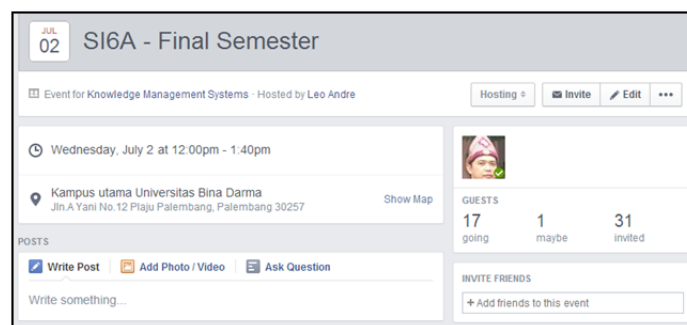 JUL
02
SI6A - Final Semester
Event for Knowledge Management Systems · Hosted by Leo Andre
Hosting
Invite
Edit
Wednesday, July 2 at 12:00pm - 1:40pm
Kampus utama Universitas Bina Darma
Jln.A Yani No.12 Plaju Palembang, Palembang 30257
Show Map
GUESTS
17 1 31
going maybe invited
POSTS
Write Post Add Photo / Video Ask Question
Write something...
INVITE FRIENDS
+ Add friends to this event